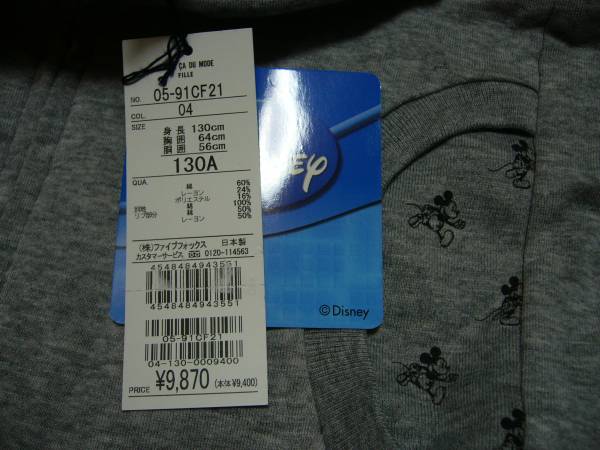 ÇA DU MODE
FILLE
NO. 05-91CF21
COL. 04
SIZE
身長 130cm
胸囲 64cm
胴囲 56cm
130A
QUA.
綿 60%
レーヨン 24%
ポリエステル 16%
別地 綿 100%
リブ部分 綿 50%
レーヨン 50%
(株)ファイブフォックス 日本製
カスタマーサービス 0120-114563
4548484943551
4548484943551
05-91CF21
04-130-0009400
PRICE ¥9,870 (本体¥9,400)
©Disney